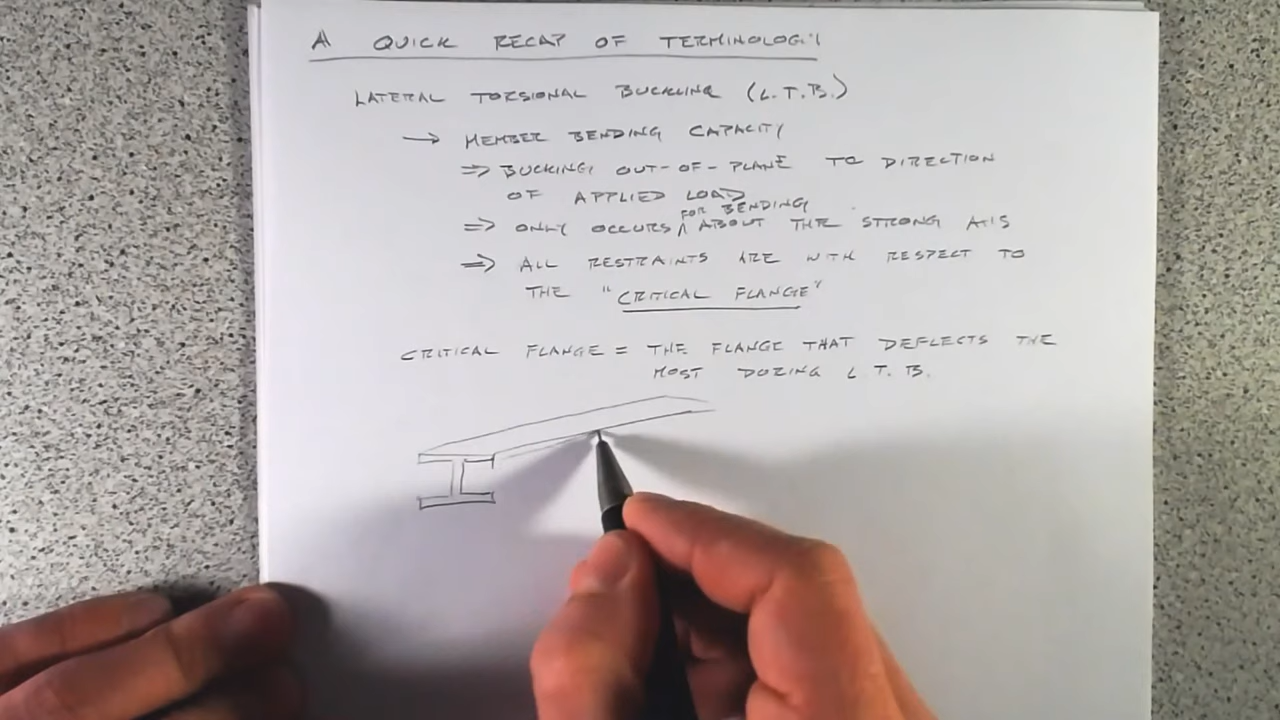 A QUICK RECAP OF TERMINOLOGY
LATERAL TORSIONAL BUCKLING (L.T.B.)
→ MEMBER BENDING CAPACITY
⇒ BUCKING OUT-OF-PLANE TO DIRECTION
OF APPLIED LOAD
FOR BENDING
⇒ ONLY OCCURS ^ ABOUT THE STRONG AXIS
⇒ ALL RESTRAINTS ARE WITH RESPECT TO
THE "CRITICAL FLANGE"
CRITICAL FLANGE = THE FLANGE THAT DEFLECTS THE
MOST DURING L.T.B.